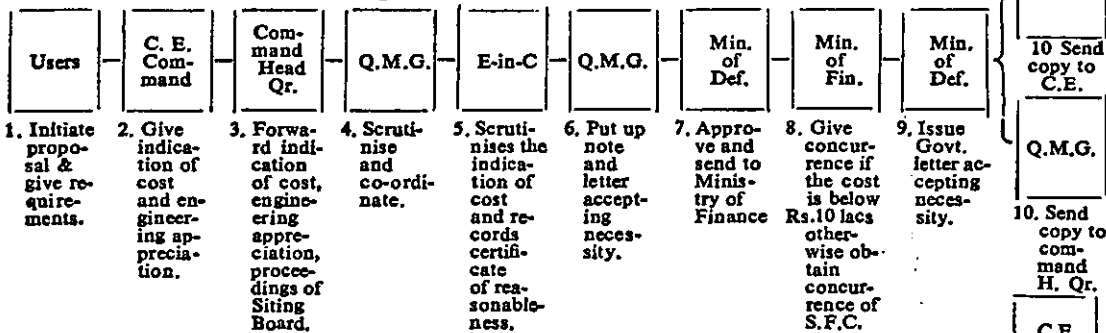 Users
C. E.
Com-
mand
Com-
mand
Head
Qr.
Q.M.G.
E-in-C
Q.M.G.
Min.
of
Def.
Min.
of
Fin.
Min.
of
Def.
1. Initiate
propo-
sal &
give re-
quire-
ments.
2. Give
indica-
tion of
cost
and en-
gineer-
ing ap-
precia-
tion.
3. Forwa-
rd indi-
cation
of cost,
engine-
ering
appre-
ciation,
procee-
dings of
Siting
Board.
4. Scruti-
nise
and
co-ordi-
nate.
5. Scruti-
nises the
indica-
tion of
cost
and re-
cords
certifi-
cate
of rea-
sonable-
ness.
6. Put up
note
and
letter
accept-
ing
neces-
sity.
7. Appro-
ve and
send to
Minis-
try of
Finance
8. Give
concur-
rence if
the cost
is below
Rs.10 lacs
other-
wise ob-
tain
concur-
rence of
S.F.C.
9. Issue
Govt.
letter ac-
cepting
neces-
sity.
10 Send
copy to
C.E.
Q.M.G.
10. Send
copy to
com-
mand
H. Qr.
C.E.